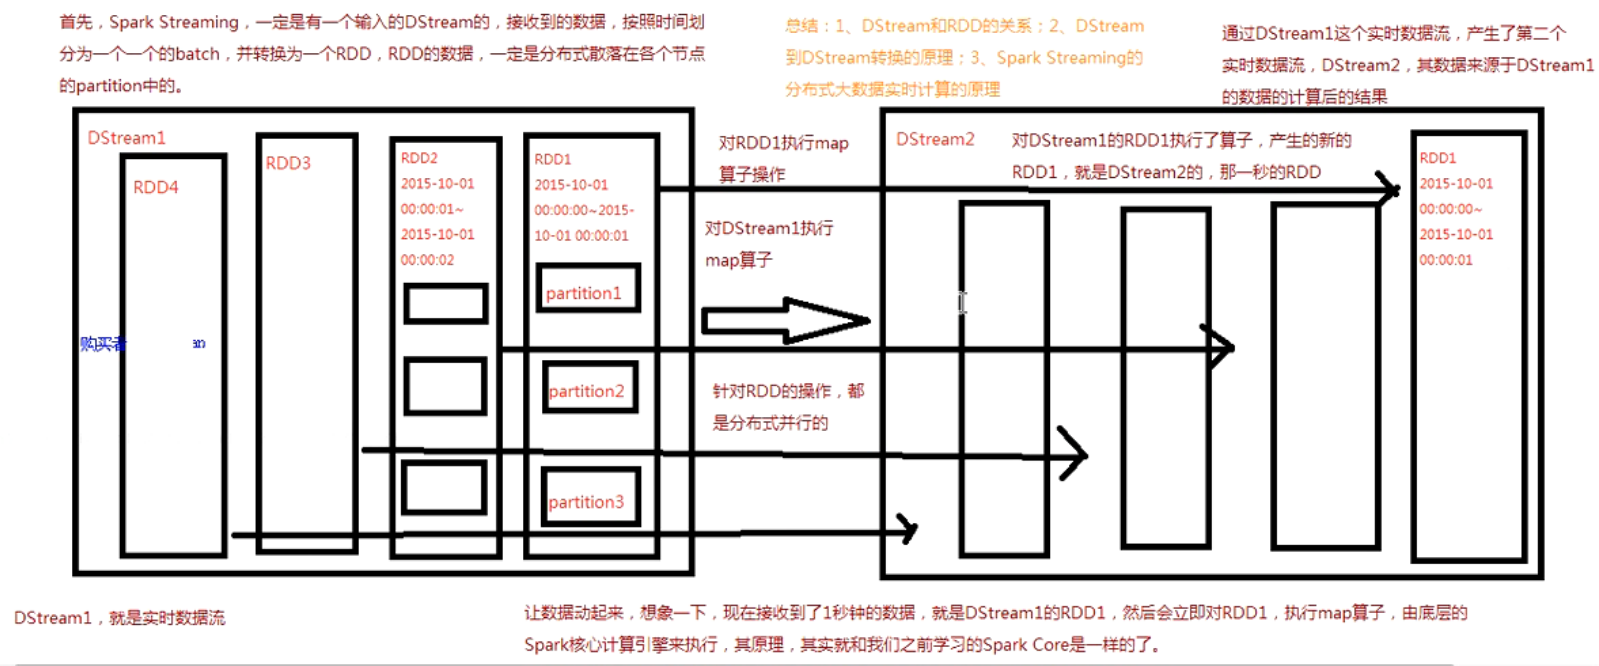 首先，Spark Streaming，一定是有一个输入的DStream的，接收到的数据，按照时间划
分为一个一个的batch，并转换为一个RDD，RDD的数据，一定是分布式散落在各个节点
的partition中的。
总结：1、DStream和RDD的关系；2、DStream
到DStream转换的原理；3、Spark Streaming的
分布式大数据实时计算的原理
通过DStream1这个实时数据流，产生了第二个
实时数据流，DStream2，其数据来源于DStream1
的数据的计算后的结果
DStream1
RDD4
RDD3
RDD2
2015-10-01
00:00:01~
2015-10-01
00:00:02
RDD1
2015-10-01
00:00:00~2015-
10-01 00:00:01
partition1
partition2
partition3
购买者
对RDD1执行map
算子操作
对DStream1执行
map算子
针对RDD的操作，都
是分布式并行的
DStream2
对DStream1的RDD1执行了算子，产生的新的
RDD1，就是DStream2的，那一秒的RDD
RDD1
2015-10-01
00:00:00~
2015-10-01
00:00:01
DStream1，就是实时数据流
让数据动起来，想象一下，现在接收到了1秒钟的数据，就是DStream1的RDD1，然后会立即对RDD1，执行map算子，由底层的
Spark核心计算引擎来执行，其原理，其实就和我们之前学习的Spark Core是一样的了。